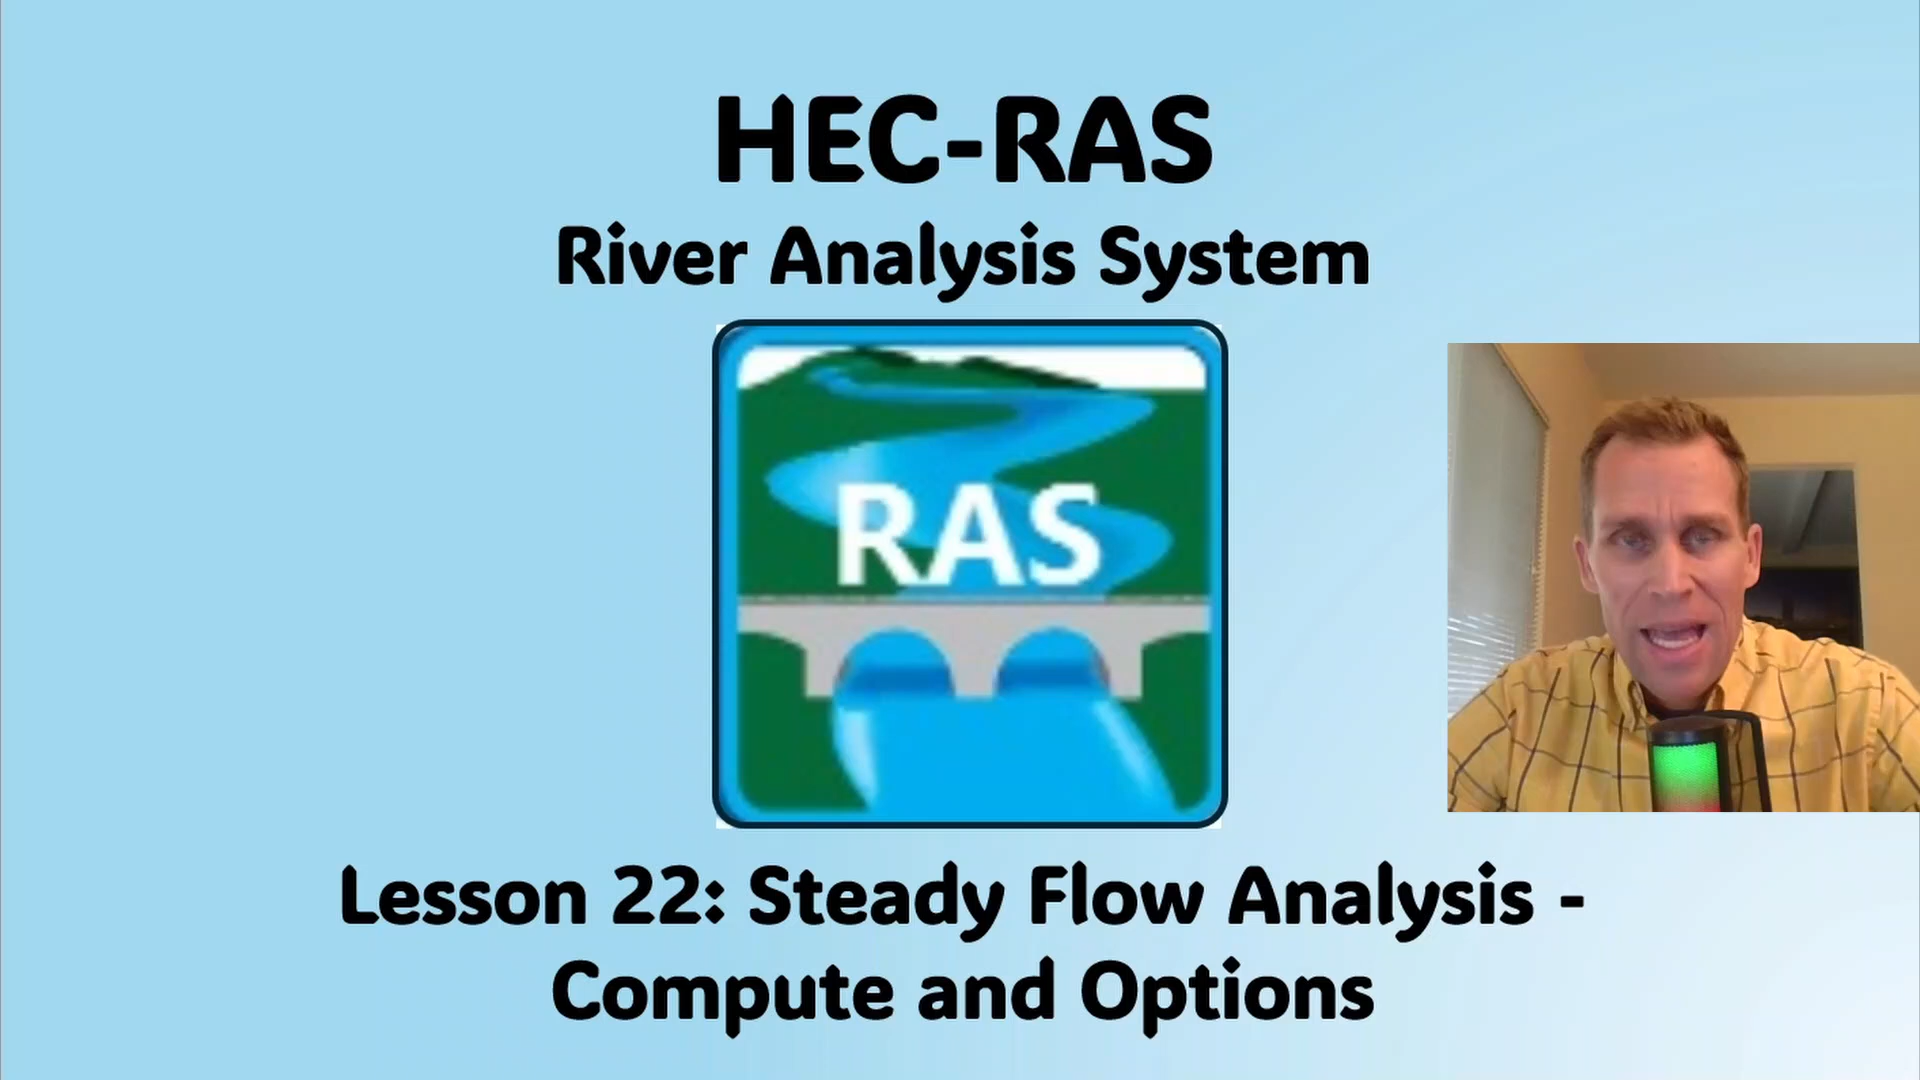 HEC-RAS
River Analysis System
RAS
Lesson 22: Steady Flow Analysis -
Compute and Options